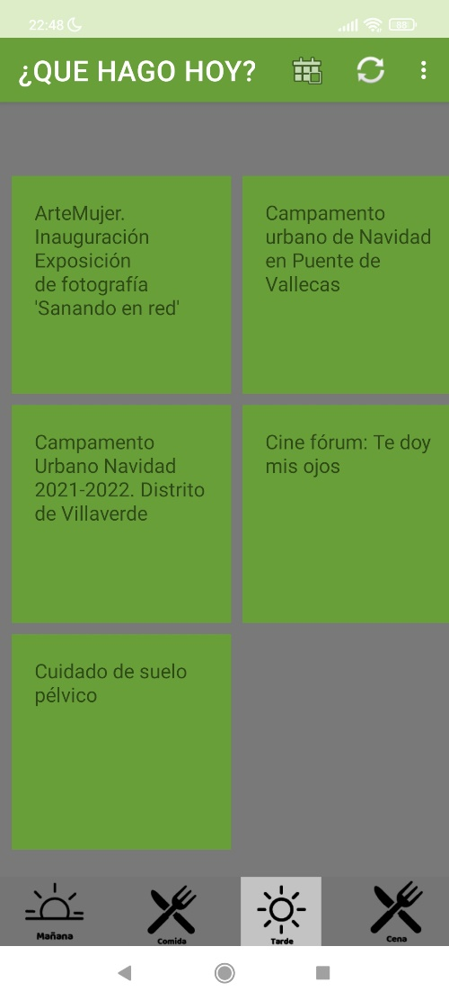 22:48
88
¿QUE HAGO HOY?
ArteMujer.
Inauguración
Exposición
de fotografía
'Sanando en red'
Campamento
urbano de Navidad
en Puente de
Vallecas
Campamento
Urbano Navidad
2021-2022. Distrito
de Villaverde
Cine fórum: Te doy
mis ojos
Cuidado de suelo
pélvico
Mañana
Comida
Tarde
Cena